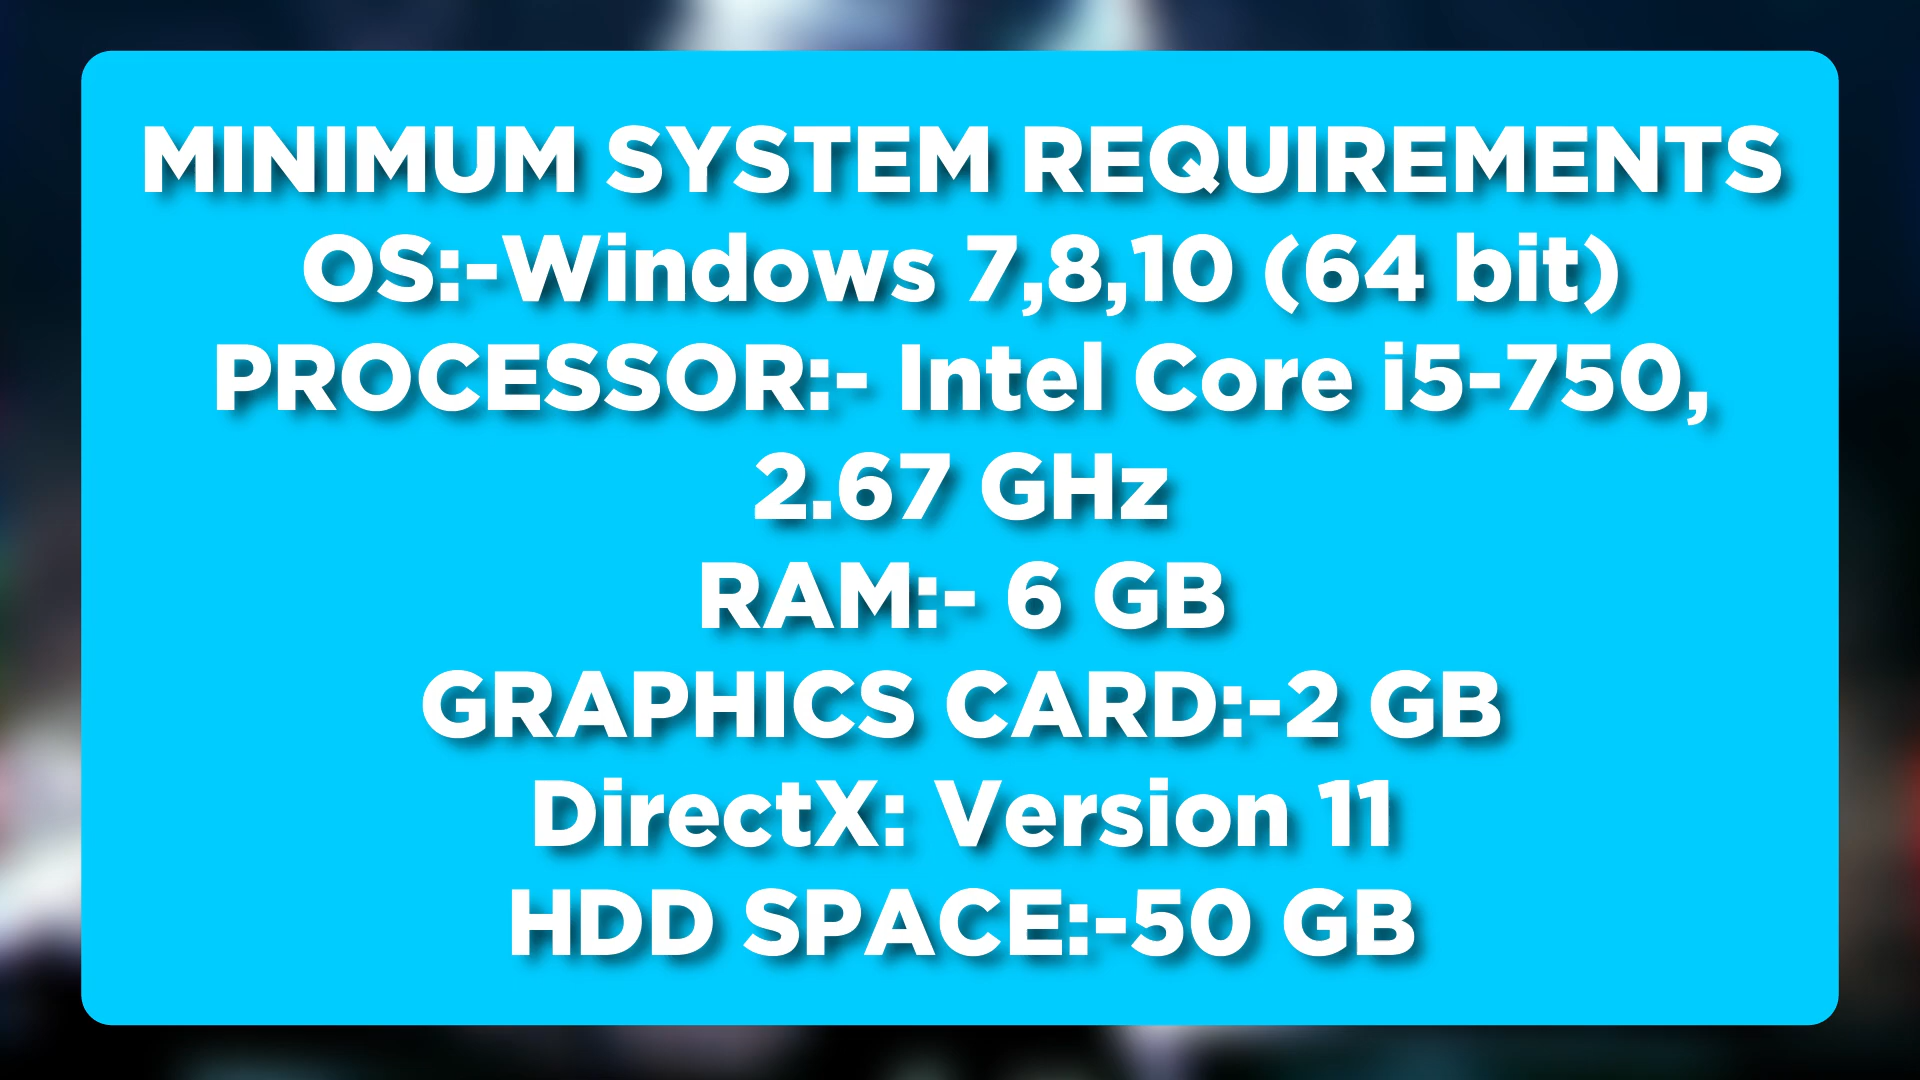 MINIMUM SYSTEM REQUIREMENTS
OS:-Windows 7,8,10 (64 bit)
PROCESSOR:- Intel Core i5-750,
2.67 GHz
RAM:- 6 GB
GRAPHICS CARD:-2 GB
DirectX: Version 11
HDD SPACE:-50 GB